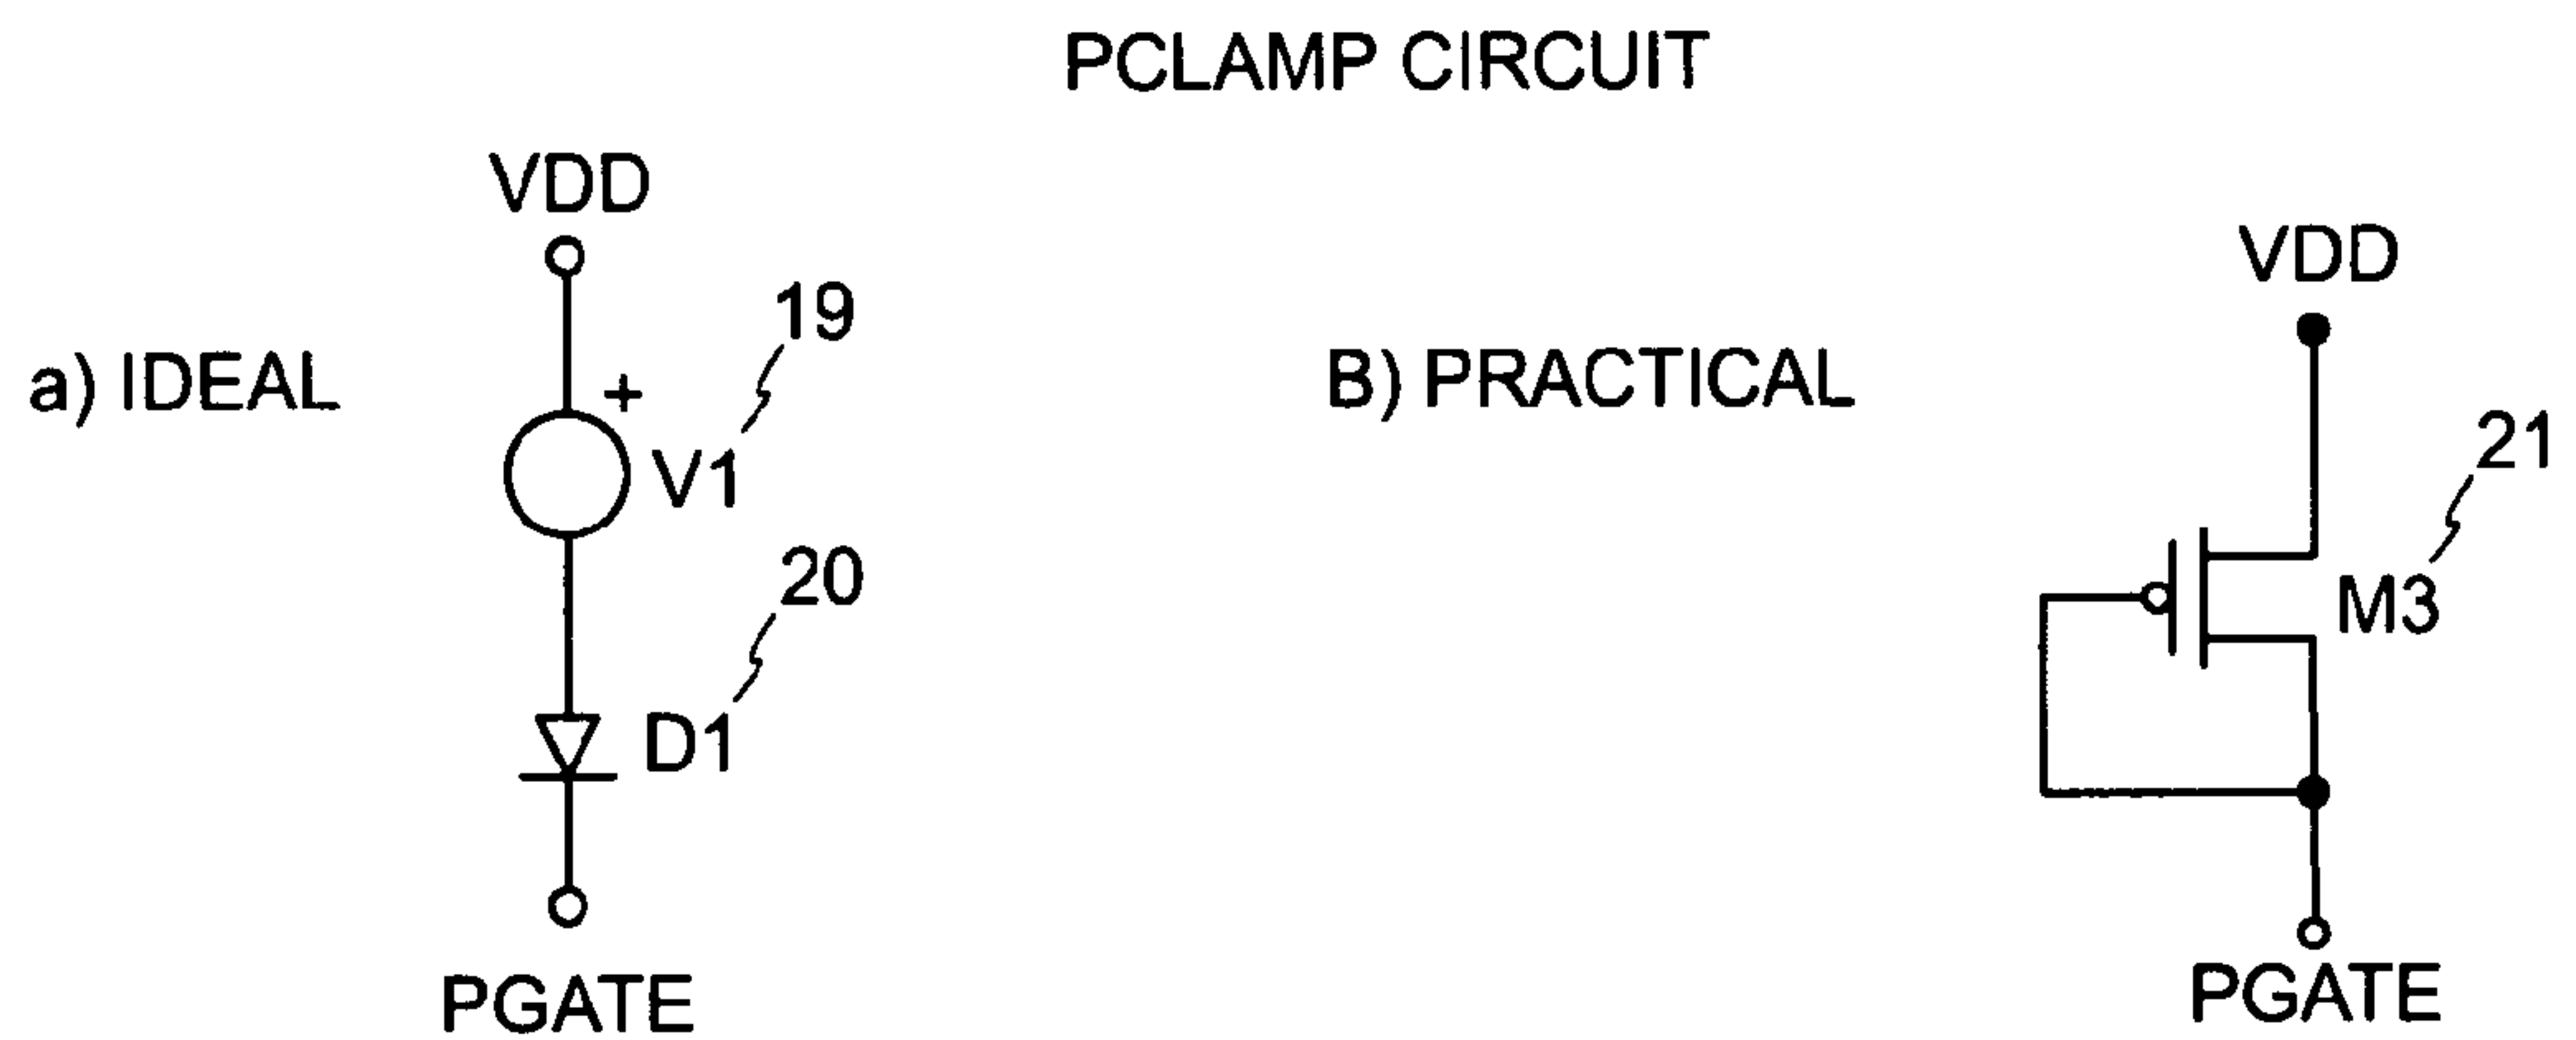 PCLAMP CIRCUIT
a) IDEAL
VDD
+
19
V1
20
D1
PGATE
B) PRACTICAL
VDD
21
M3
PGATE